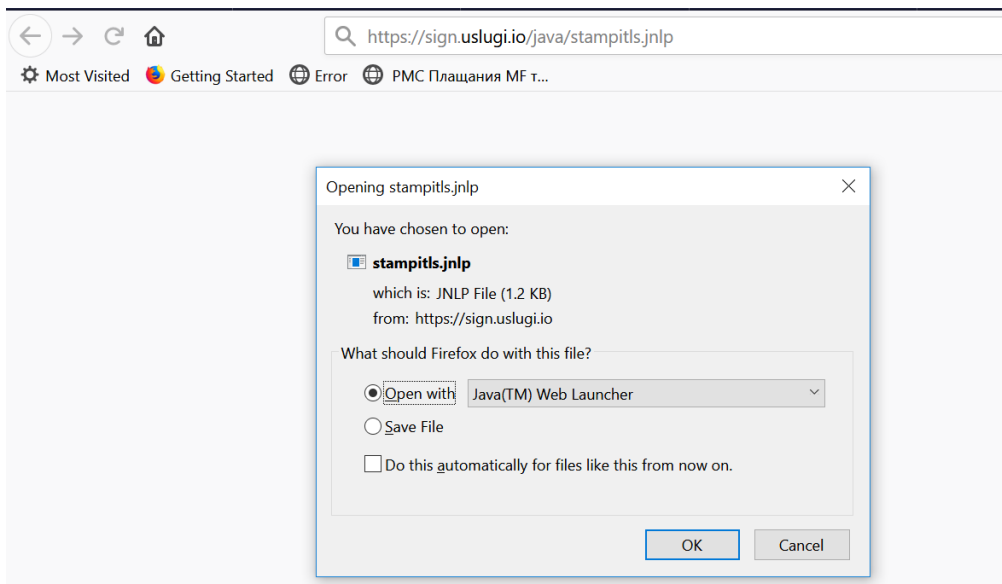 https://sign.uslugi.io/java/stampitls.jnlp
Most Visited Getting Started Error РМС Плащания MF т...
Opening stampitls.jnlp
You have chosen to open:
stampitls.jnlp
which is: JNLP File (1.2 KB)
from: https://sign.uslugi.io
What should Firefox do with this file?
Open with Java(TM) Web Launcher
Save File
Do this automatically for files like this from now on.
OK Cancel